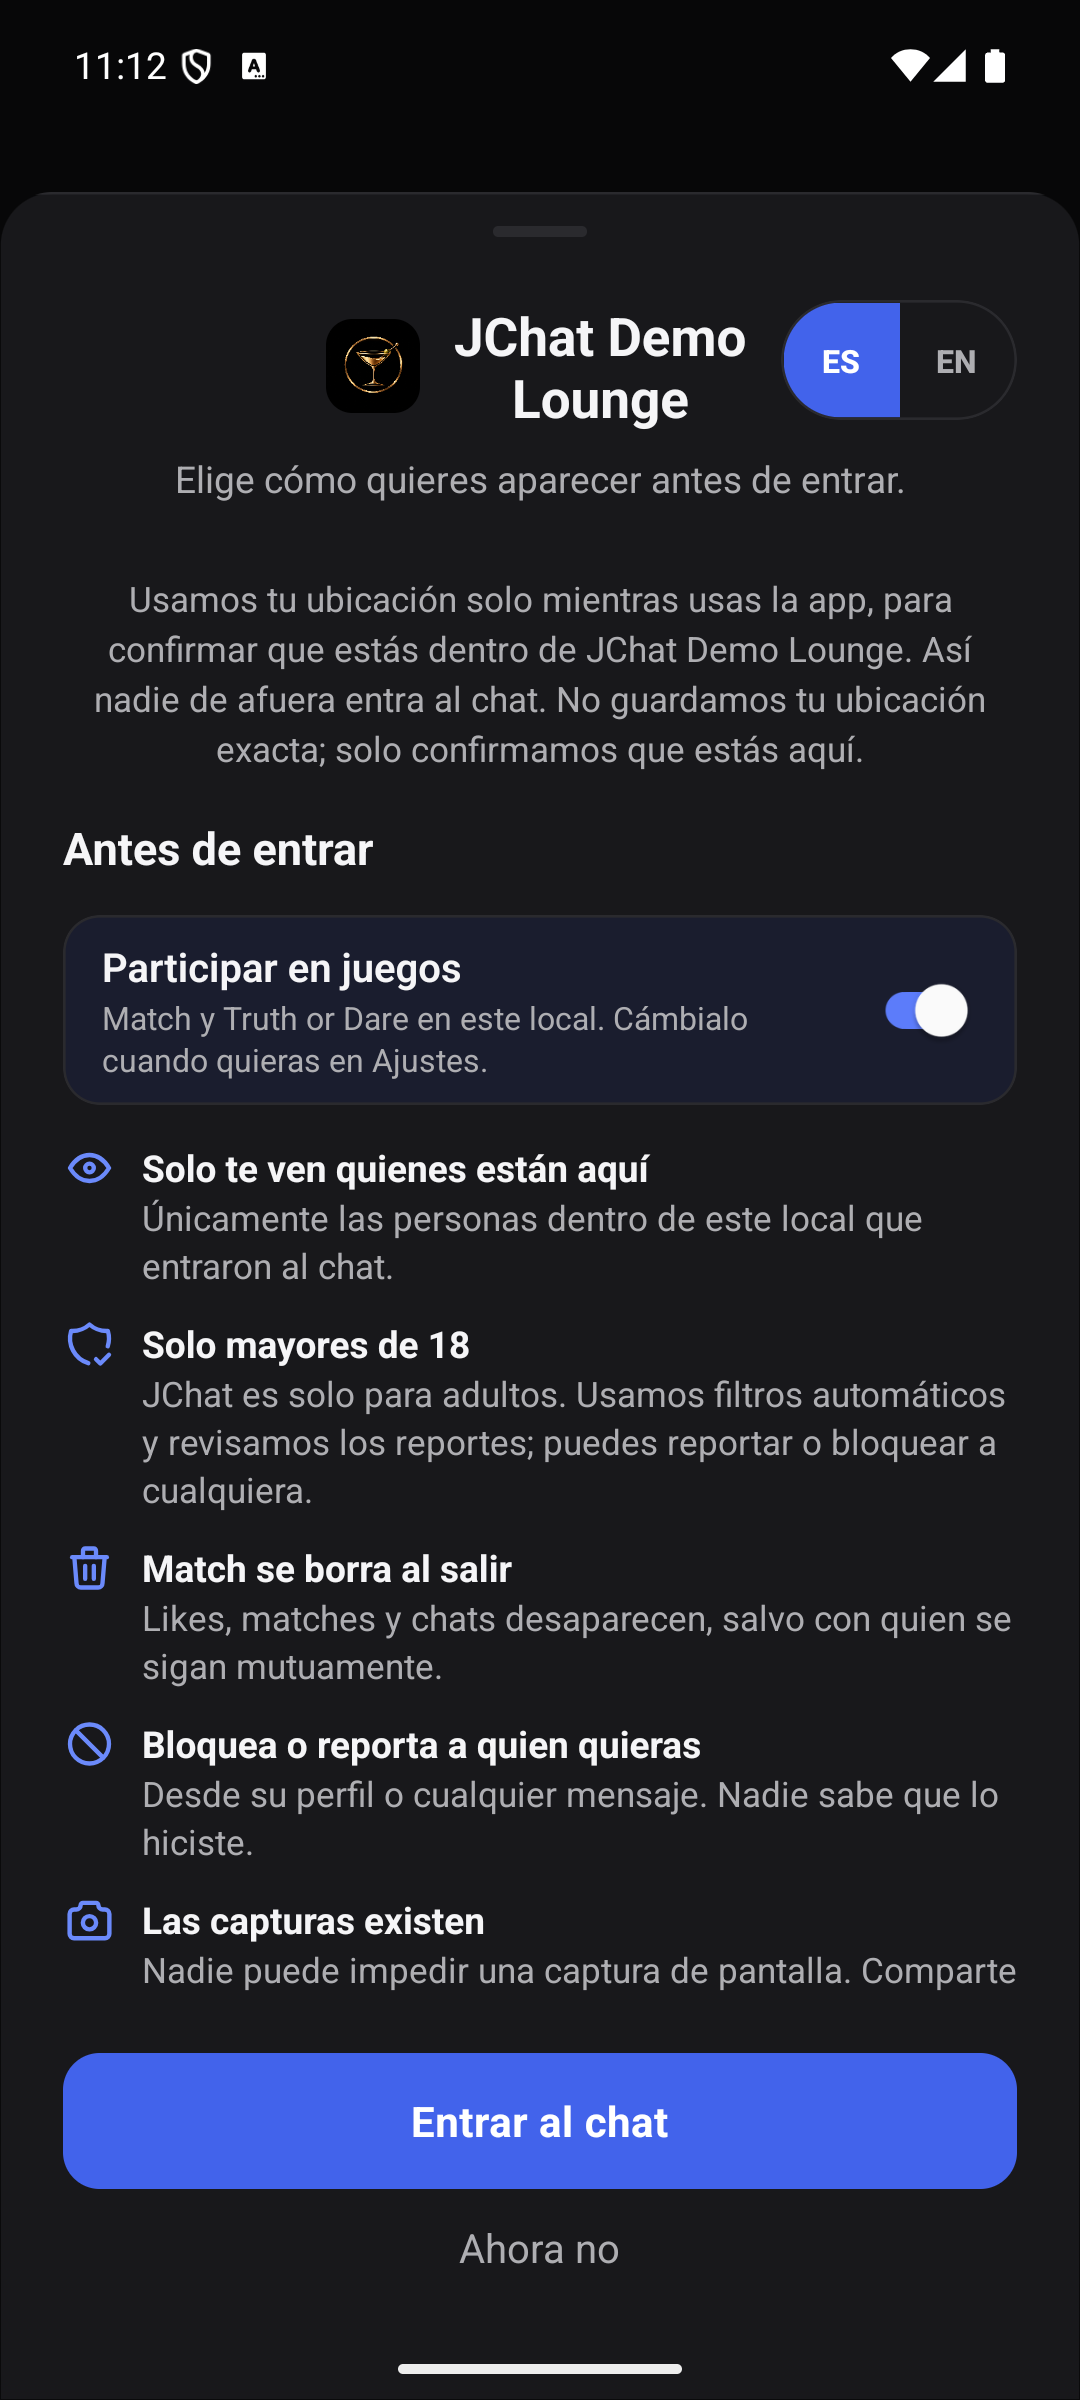 11:12
JChat Demo
Lounge
ES
EN
Elige cómo quieres aparecer antes de entrar.
Usamos tu ubicación solo mientras usas la app, para
confirmar que estás dentro de JChat Demo Lounge. Así
nadie de afuera entra al chat. No guardamos tu ubicación
exacta; solo confirmamos que estás aquí.
Antes de entrar
Participar en juegos
Match y Truth or Dare en este local. Cámbialo
cuando quieras en Ajustes.
Solo te ven quienes están aquí
Únicamente las personas dentro de este local que
entraron al chat.
Solo mayores de 18
JChat es solo para adultos. Usamos filtros automáticos
y revisamos los reportes; puedes reportar o bloquear a
cualquiera.
Match se borra al salir
Likes, matches y chats desaparecen, salvo con quien se
sigan mutuamente.
Bloquea o reporta a quien quieras
Desde su perfil o cualquier mensaje. Nadie sabe que lo
hiciste.
Las capturas existen
Nadie puede impedir una captura de pantalla. Comparte
Entrar al chat
Ahora no